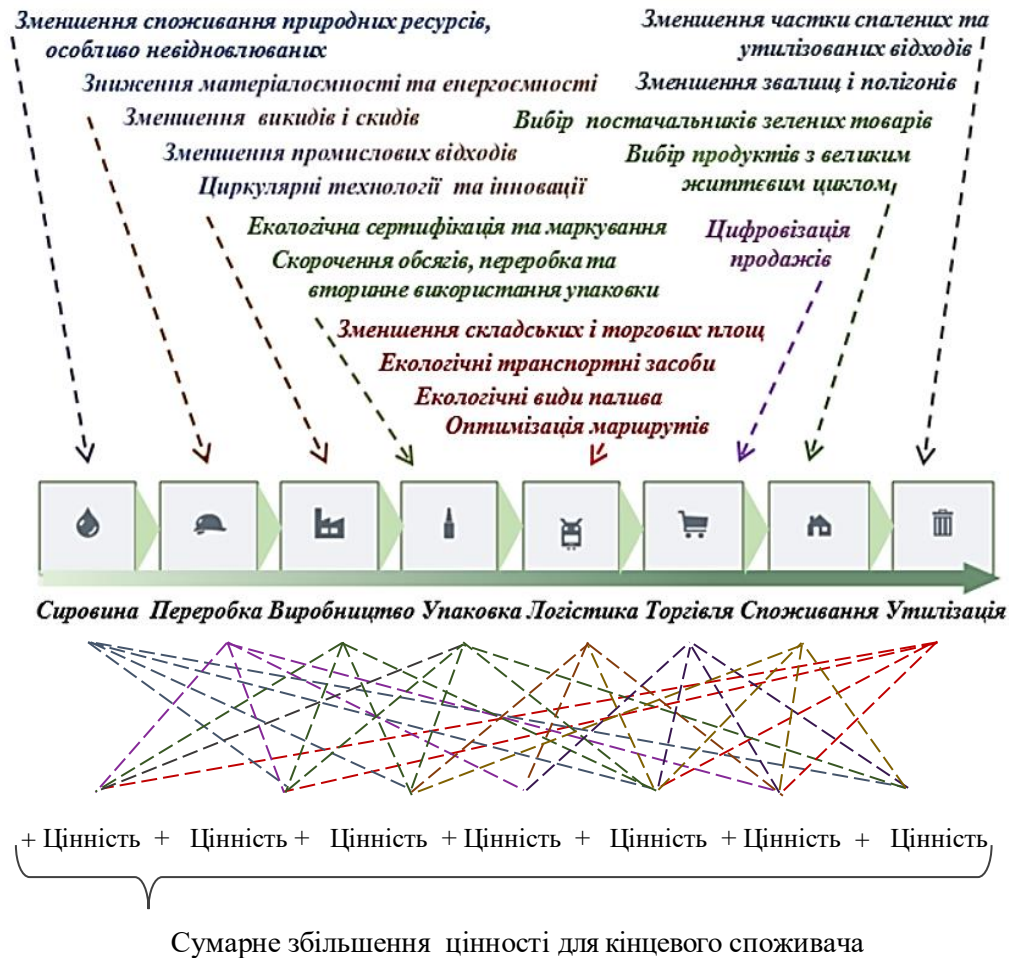 Зменшення споживання природних ресурсів,
особливо невідновлюваних
Зниження матеріалоємності та енергоємності
Зменшення викидів і скидів
Зменшення промислових відходів
Циркулярні технології та інновації
Екологічна сертифікація та маркування
Скорочення обсягів, переробка та
вторинне використання упаковки
Зменшення складських і торгових площ
Екологічні транспортні засоби
Екологічні види палива
Оптимізація маршрутів
Зменшення частки спалених та
утилізованих відходів
Зменшення звалищ і полігонів
Вибір постачальників зелених товарів
Вибір продуктів з великим
життєвим циклом
Цифровізація
продажів
Сировина Переробка Виробництво Упаковка Логістика Торгівля Споживання Утилізація
+ Цінність + Цінність + Цінність + Цінність + Цінність + Цінність + Цінність
Сумарне збільшення цінності для кінцевого споживача